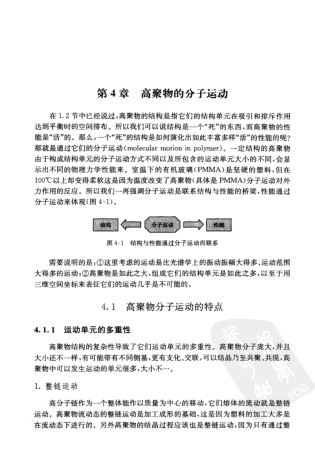 第 4 章　高聚物的分子运动
在 1.2 节中已经说过,高聚物的结构是指它们的结构单元在吸引和排斥作用
达到平衡时的空间排布。所以我们可以说结构是一个“死”的东西,而高聚物的性
能是“活”的。那么,一个“死”的结构是如何演变出如此丰富多样“活”的性能的呢?
那就是通过它们的分子运动(molecular motion in polymer)。一定结构的高聚物
由于构成结构单元的分子运动方式不同以及所包含的运动单元大小的不同,会显
示出不同的物理力学性能来。室温下的有机玻璃(PMMA)是坚硬的塑料,但在
100℃以上却变得柔软这是因为温度改变了高聚物(具体是 PMMA)分子运动对外
力作用的反应。所以我们一再强调分子运动是联系结构与性能的桥梁,性能通过
分子运动来体现(图 4-1)。
结构　分子运动　性能
图 4-1　结构与性能通过分子运动而联系
需要说明的是:①这里考虑的运动是比光谱学上的振动振幅大得多、运动范围
大得多的运动;②高聚物是如此之大,组成它们的结构单元是如此之多,以至于用
三维空间坐标来表征它们的运动几乎是不可能的。
4.1　高聚物分子运动的特点
4.1.1　运动单元的多重性
高聚物结构的复杂性导致了它们运动单元的多重性。高聚物分子庞大,并且
大小还不一样,有可能带有不同侧基,更有支化、交联,可以结晶乃至共聚、共混,高
聚物中可以发生运动的单元很多、很杂。
1. 整链运动
高分子链作为一个整体能作以质量为中心的移动,它们熔体的流动就是整链
运动。高聚物流动态的整链运动是加工成形的基础,这是因为塑料的加工大多是
在流动态下进行的。另外高聚物的结晶过程应该也是整链运动,因为只有通过整